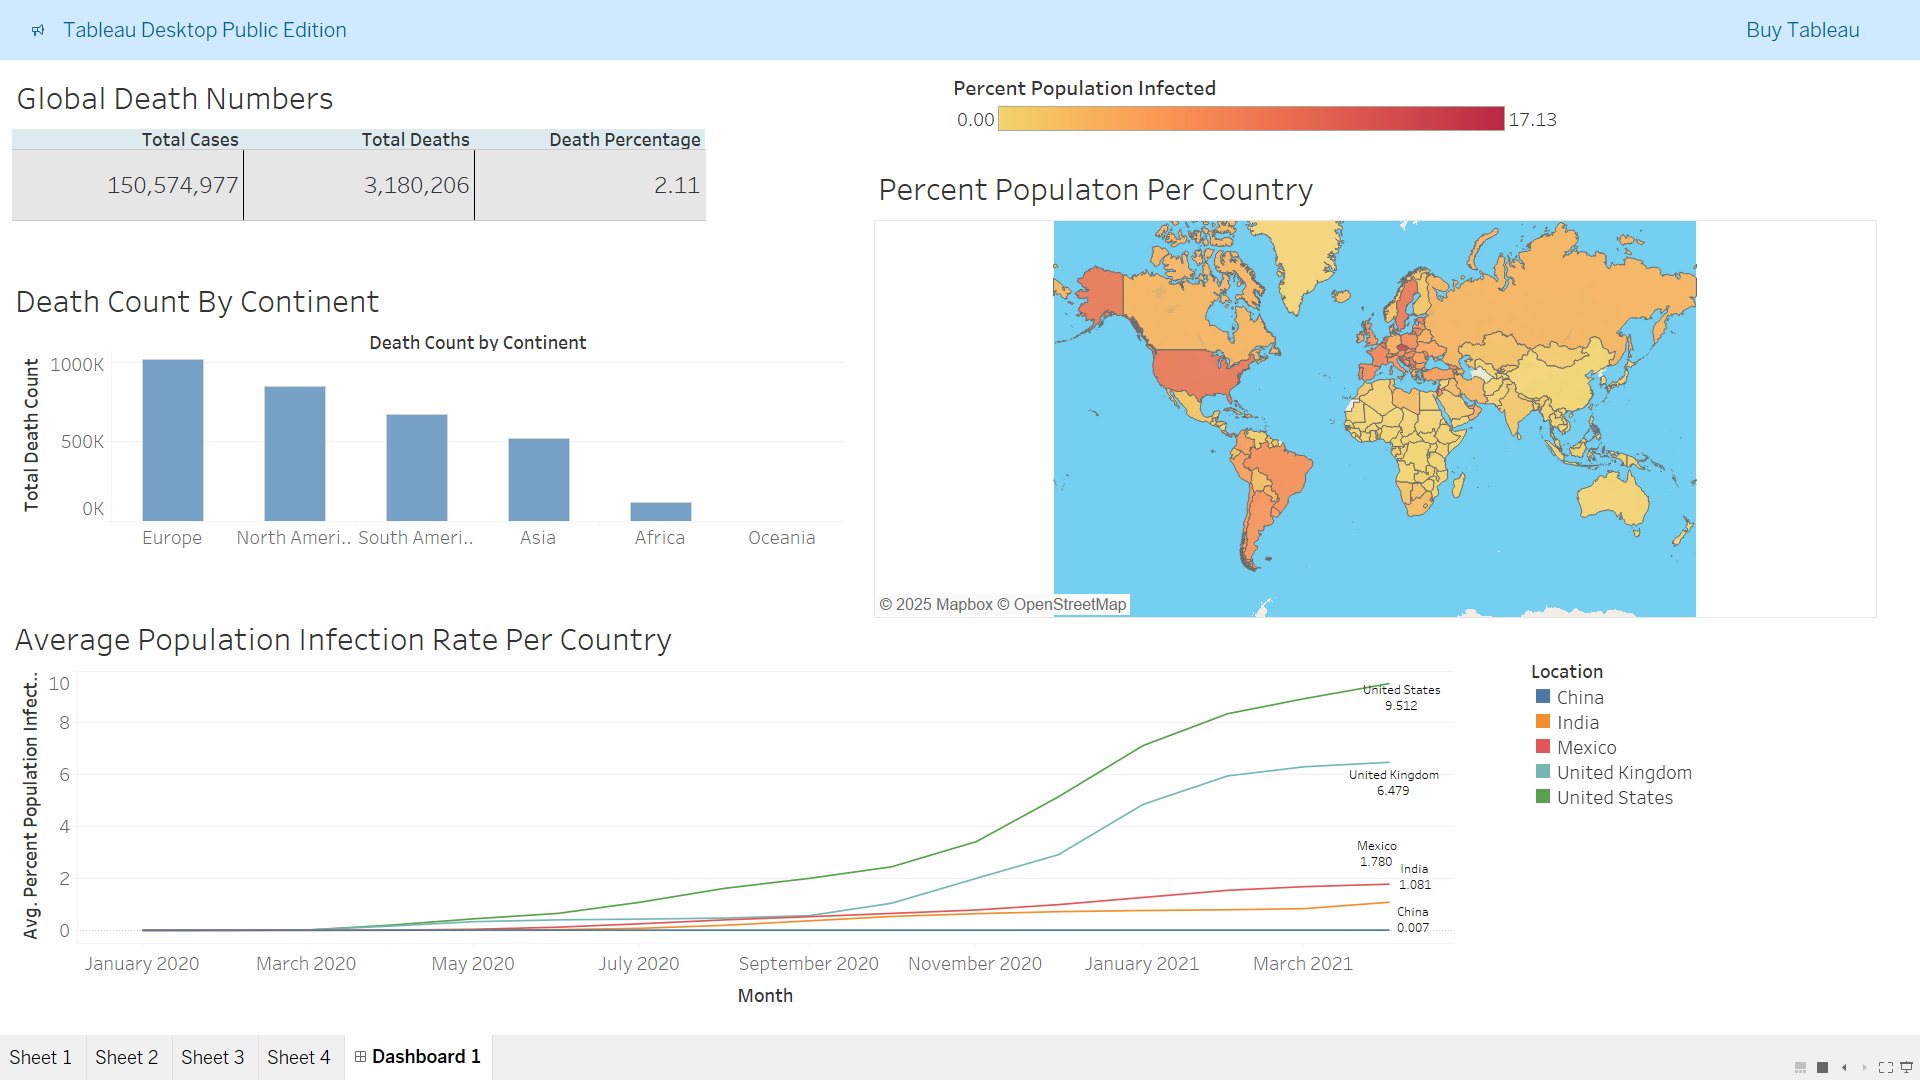 Tableau Desktop Public Edition
Buy Tableau
Global Death Numbers
Total Cases
Total Deaths
Death Percentage
150,574,977
3,180,206
2.11
Percent Population Infected
0.00
17.13
Percent Populaton Per Country
© 2025 Mapbox © OpenStreetMap
Death Count By Continent
Death Count by Continent
Total Death Count
1000K
500K
0K
Europe
North Ameri..
South Ameri..
Asia
Africa
Oceania
Average Population Infection Rate Per Country
Avg. Percent Population Infect..
10
8
6
4
2
0
United States
9.512
United Kingdom
6.479
Mexico
1.780
India
1.081
China
0.007
January 2020
March 2020
May 2020
July 2020
September 2020
November 2020
January 2021
March 2021
Month
Location
China
India
Mexico
United Kingdom
United States
Sheet 1
Sheet 2
Sheet 3
Sheet 4
Dashboard 1